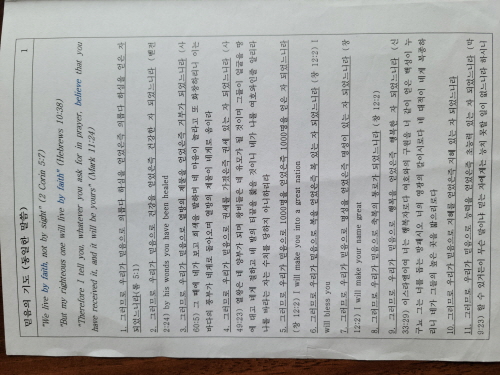 믿음의 기도 (동일한 말씀) 1
"We live by faith, not by sight" (2 Corin 5:7)
"But my righteous one will live by faith" (Hebrews 10:38)
"Therefore I tell you, whatever you ask for in prayer, believe that you
have received it, and it will be yours" (Mark 11:24)
1. 그러므로 우리가 믿음으로 의롭다 하심을 얻었은즉 의롭다 하심을 얻은 자
되었느니라(롬 5:1)
2. 그러므로 우리가 믿음으로 건강을 얻었은즉 건강한 자 되었느니라 (벧전
2:24) by his wonds you have been healed
3. 그러므로 우리가 믿음으로 열방의 재물을 얻었은즉 거부가 되었느니라 (사
60:5) 그 때에 네가 보고 희색을 발하며 네 마음이 놀라고 또 화창하리니 이는
바다의 풍부가 네게로 돌아오며 열방의 재물이 네게로 옴이라
4. 그러므로 우리가 믿음으로 권세를 가졌은즉 권세 있는 자 되었느니라 (사
49:23) 열왕은 네 양부가 되며 왕비들은 네 유모가 될 것이며 그들이 얼굴을 땅
에 대고 네게 절하고 네 발의 티끌을 핥을 것이니 네가 나를 여호와인줄 알리라
나를 바라는 자는 수치를 당하지 아니하리라
5. 그러므로 우리가 믿음으로 1000명을 얻었은즉 1000명을 얻은 자 되었느니라
(창 12:2) I will make you into a great nation
6. 그러므로 우리가 믿음으로 복을 얻었은즉 복 있는 자 되었느니라 (창 12:2) I
will bless you
7. 그러므로 우리가 믿음으로 명성을 얻었은즉 명성이 있는 자 되었느니라 (창
12:2) I will make your name great
8. 그러므로 우리가 믿음으로 축복의 통로가 되었느니라 (창 12:2)
9. 그러므로 우리가 믿음으로 행복을 얻었은즉 행복한 자 되었느니라 (신
33:29) 이스라엘이여 너는 행복자로다 여호와의 구원을 너 같이 얻은 백성이 누
구뇨 그는 너를 돕는 방패시요 너의 영광의 칼이시로다 네 대적이 네게 복종하
리니 네가 그들의 높은 곳을 밟으리로다
10. 그러므로 우리가 믿음으로 지혜를 얻었은즉 지혜 있는 자 되었느니라
11. 그러므로 우리가 믿음으로 능력을 얻었은즉 초능력 있는 자 되었느니라 (막
9:23) 할 수 있거든이 무슨 말이냐 믿는 자에게는 능치 못할 일이 없느니라 하시니